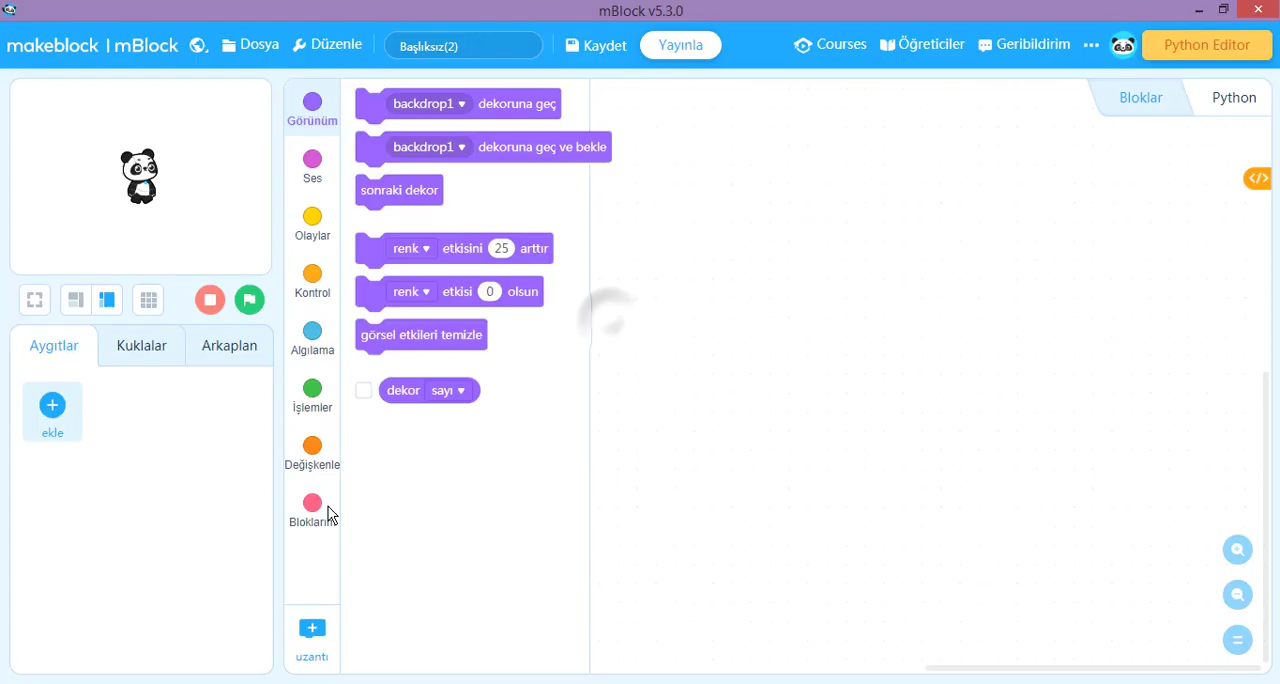 mBlock v5.3.0
makeblock | mBlock Dosya Düzenle Başlıksız(2) Kaydet Yayınla Courses Öğreticiler Geribildirim Python Editor
Bloklar Python
Görünüm
Ses
Olaylar
Kontrol
Algılama
İşlemler
Değişkenle
Blokların
uzantı
backdrop1 dekoruna geç
backdrop1 dekoruna geç ve bekle
sonraki dekor
renk etkisini 25 arttır
renk etkisi 0 olsun
görsel etkileri temizle
dekor sayı
Aygıtlar Kuklalar Arkaplan
ekle